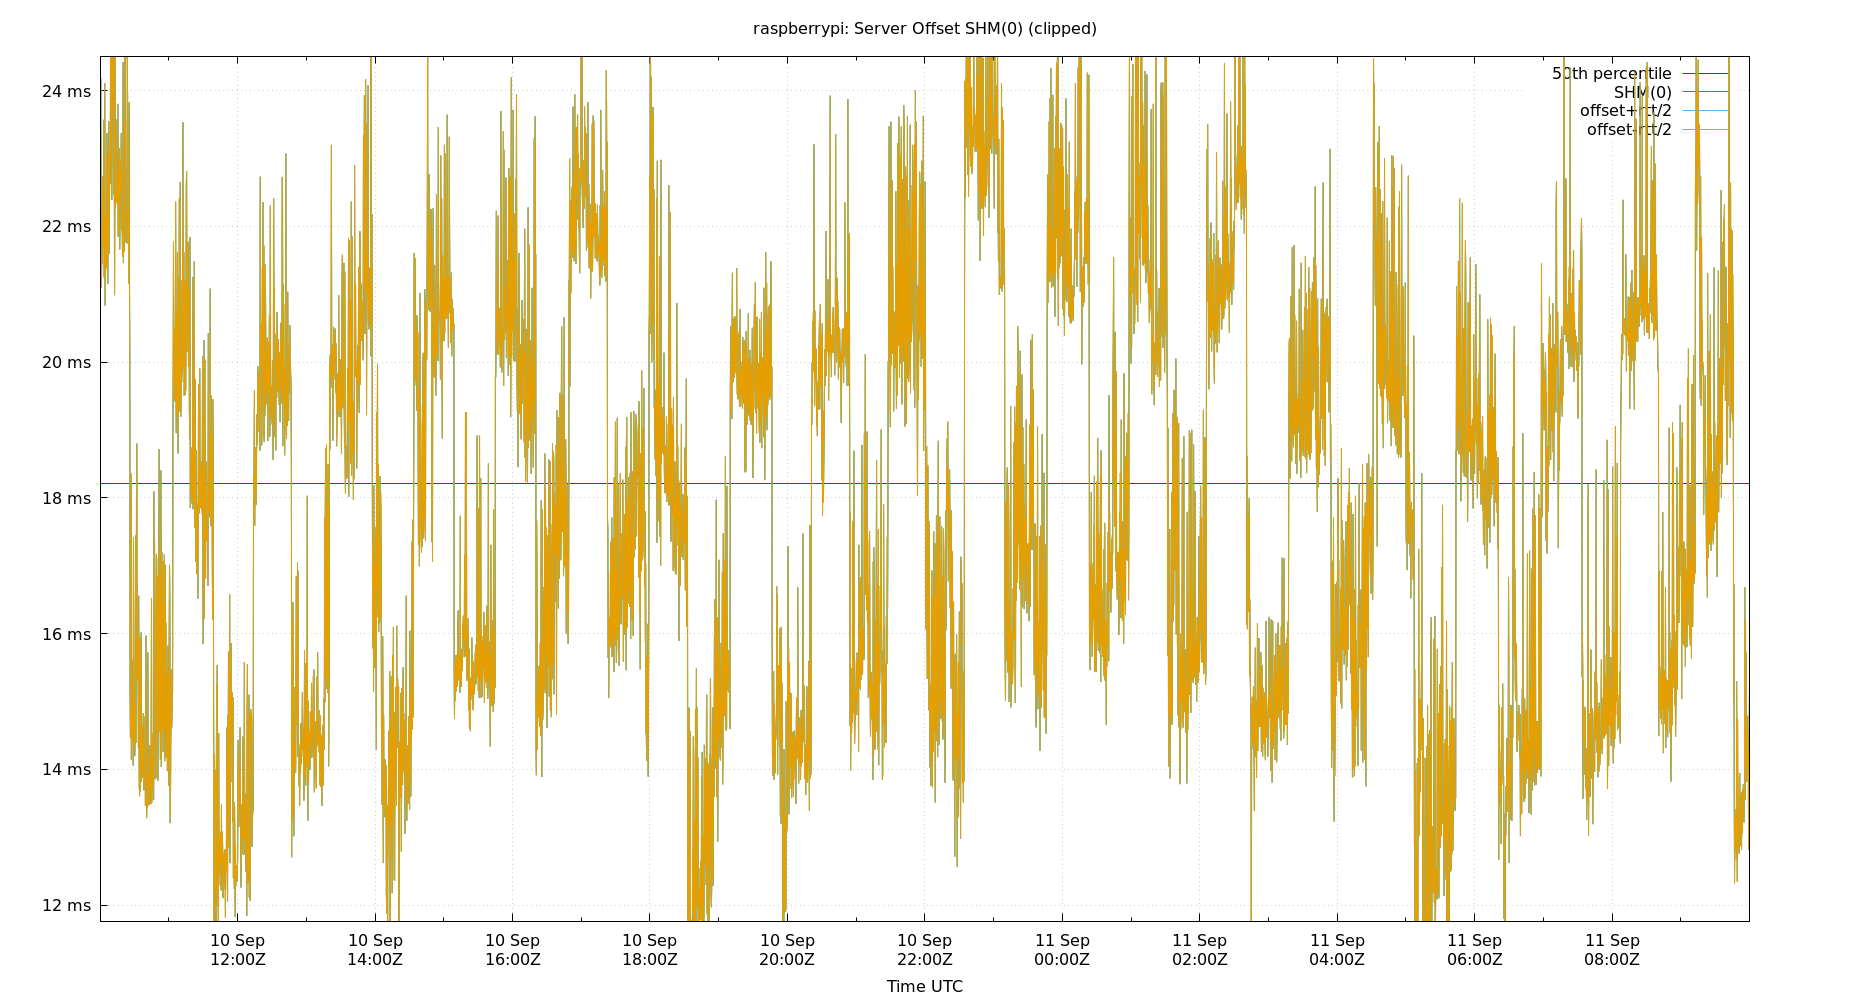 raspberrypi: Server Offset SHM(0) (clipped)
50th percentile
SHM(0)
offset+rtt/2
offset-rtt/2
24 ms
22 ms
20 ms
18 ms
16 ms
14 ms
12 ms
10 Sep 10 Sep 10 Sep 10 Sep 10 Sep 10 Sep 11 Sep 11 Sep 11 Sep 11 Sep 11 Sep
12:00Z 14:00Z 16:00Z 18:00Z 20:00Z 22:00Z 00:00Z 02:00Z 04:00Z 06:00Z 08:00Z
Time UTC